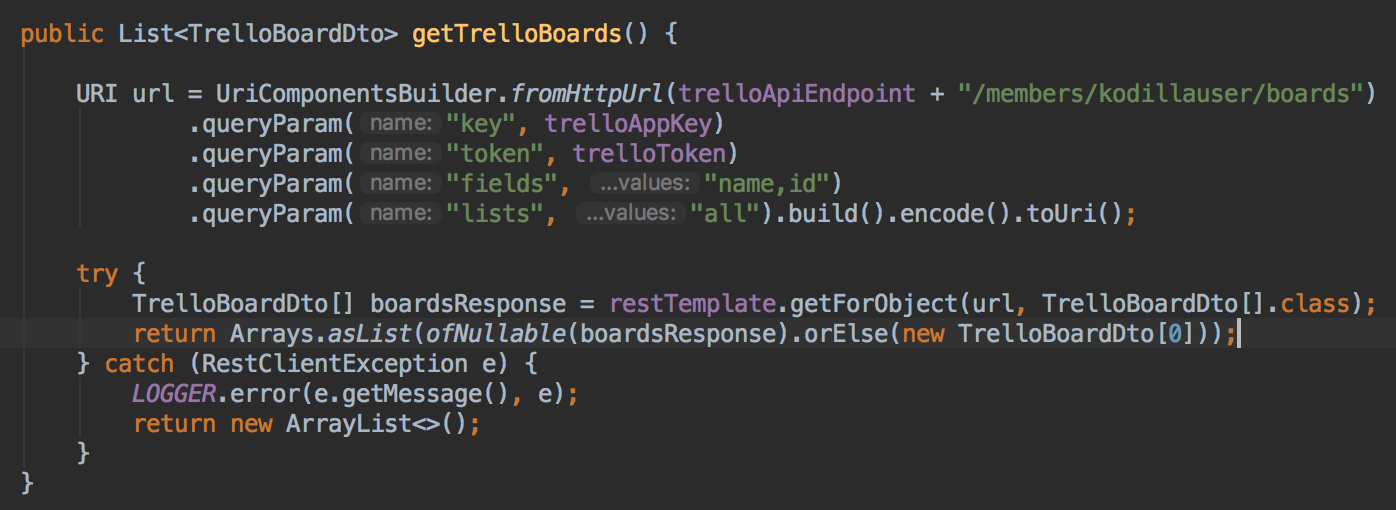 public List<TrelloBoardDto> getTrelloBoards() {
URI url = UriComponentsBuilder.fromHttpUrl(trelloApiEndpoint + "/members/kodillauser/boards")
.queryParam( name: "key", trelloAppKey)
.queryParam( name: "token", trelloToken)
.queryParam( name: "fields", ...values: "name,id")
.queryParam( name: "lists", ...values: "all").build().encode().toUri();
try {
TrelloBoardDto[] boardsResponse = restTemplate.getForObject(url, TrelloBoardDto[].class);
return Arrays.asList(ofNullable(boardsResponse).orElse(new TrelloBoardDto[0]));
} catch (RestClientException e) {
LOGGER.error(e.getMessage(), e);
return new ArrayList<>();
}
}